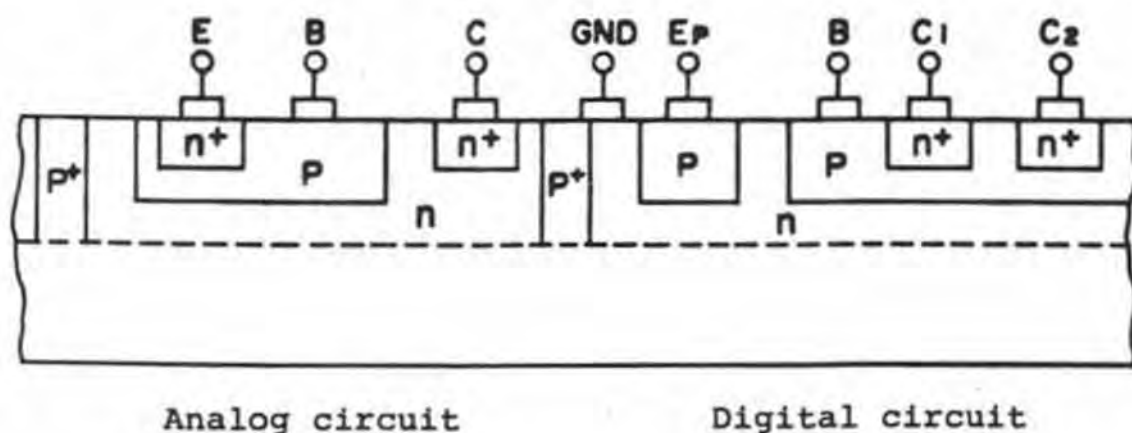 E B C GND EP B C1 C2
n+ P n+ P n+ n+
P+ P P+
n n
Analog circuit Digital circuit